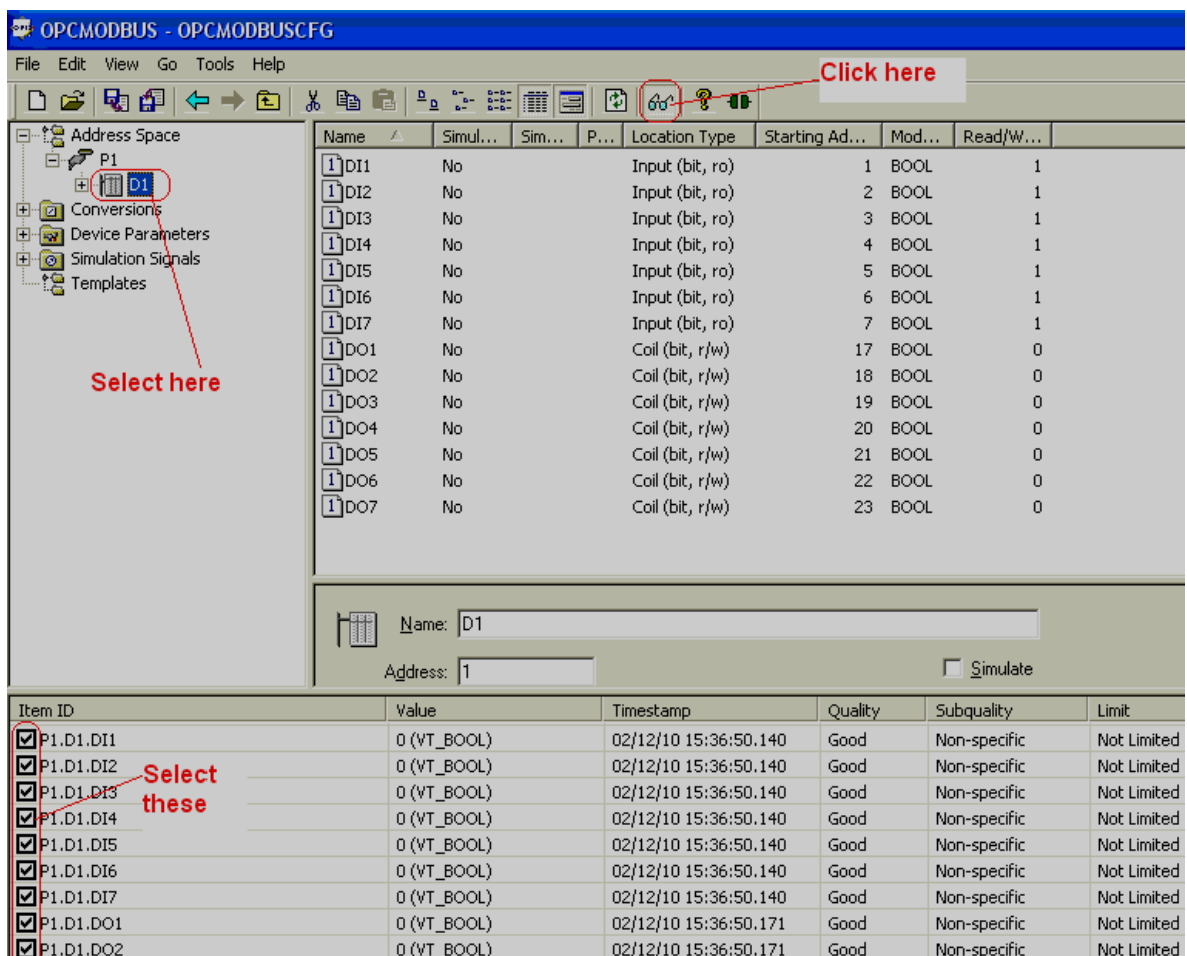 OPCMODBUS - OPCMODBUSCFG
File Edit View Go Tools Help
Click here
Address Space
P1
D1
Conversions
Device Parameters
Simulation Signals
Templates
Select here
Name Simul... Sim... P... Location Type Starting Ad... Mod... Read/W...
DI1 No Input (bit, ro) 1 BOOL 1
DI2 No Input (bit, ro) 2 BOOL 1
DI3 No Input (bit, ro) 3 BOOL 1
DI4 No Input (bit, ro) 4 BOOL 1
DI5 No Input (bit, ro) 5 BOOL 1
DI6 No Input (bit, ro) 6 BOOL 1
DI7 No Input (bit, ro) 7 BOOL 1
DO1 No Coil (bit, r/w) 17 BOOL 0
DO2 No Coil (bit, r/w) 18 BOOL 0
DO3 No Coil (bit, r/w) 19 BOOL 0
DO4 No Coil (bit, r/w) 20 BOOL 0
DO5 No Coil (bit, r/w) 21 BOOL 0
DO6 No Coil (bit, r/w) 22 BOOL 0
DO7 No Coil (bit, r/w) 23 BOOL 0
Name: D1
Address: 1 Simulate
Item ID Value Timestamp Quality Subquality Limit
P1.D1.DI1 0 (VT_BOOL) 02/12/10 15:36:50.140 Good Non-specific Not Limited
P1.D1.DI2 0 (VT_BOOL) 02/12/10 15:36:50.140 Good Non-specific Not Limited
P1.D1.DI3 0 (VT_BOOL) 02/12/10 15:36:50.140 Good Non-specific Not Limited
P1.D1.DI4 0 (VT_BOOL) 02/12/10 15:36:50.140 Good Non-specific Not Limited
P1.D1.DI5 0 (VT_BOOL) 02/12/10 15:36:50.140 Good Non-specific Not Limited
P1.D1.DI6 0 (VT_BOOL) 02/12/10 15:36:50.140 Good Non-specific Not Limited
P1.D1.DI7 0 (VT_BOOL) 02/12/10 15:36:50.140 Good Non-specific Not Limited
P1.D1.DO1 0 (VT_BOOL) 02/12/10 15:36:50.171 Good Non-specific Not Limited
P1.D1.DO2 0 (VT_BOOL) 02/12/10 15:36:50.171 Good Non-specific Not Limited
Select
these